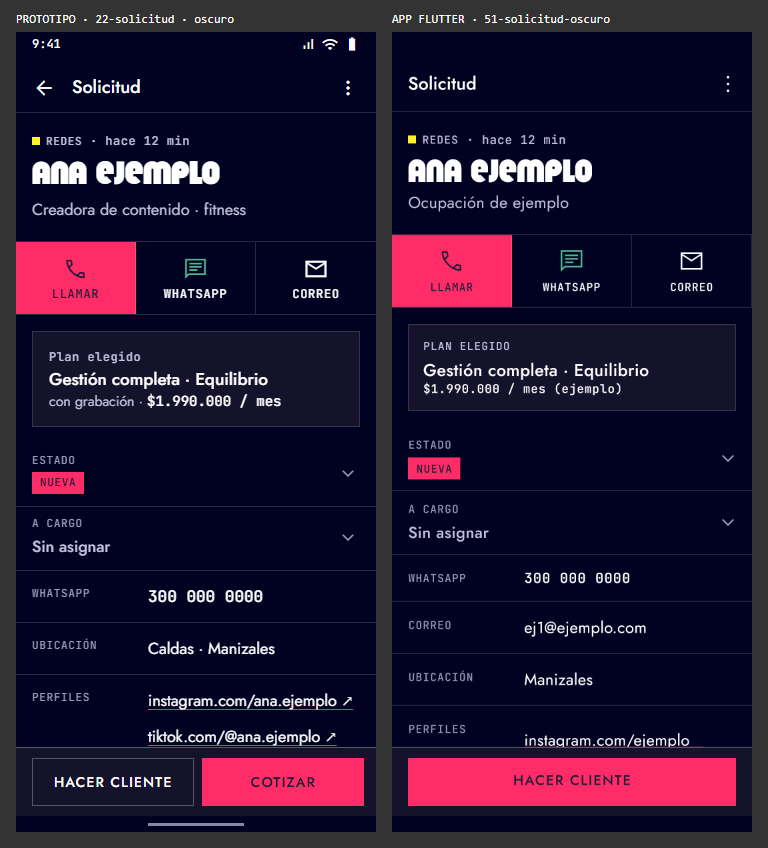 PROTOTIPO · 22-solicitud · oscuro
9:41
Solicitud
REDES · hace 12 min
ANA EJEMPLO
Creadora de contenido · fitness
LLAMAR
WHATSAPP
CORREO
Plan elegido
Gestión completa · Equilibrio
con grabación · $1.990.000 / mes
ESTADO
NUEVA
A CARGO
Sin asignar
WHATSAPP
300 000 0000
UBICACIÓN
Caldas · Manizales
PERFILES
instagram.com/ana.ejemplo ↗
tiktok.com/@ana.ejemplo ↗
HACER CLIENTE
COTIZAR
APP FLUTTER · 51-solicitud-oscuro
Solicitud
REDES · hace 12 min
ANA EJEMPLO
Ocupación de ejemplo
LLAMAR
WHATSAPP
CORREO
PLAN ELEGIDO
Gestión completa · Equilibrio
$1.990.000 / mes (ejemplo)
ESTADO
NUEVA
A CARGO
Sin asignar
WHATSAPP
300 000 0000
CORREO
ej1@ejemplo.com
UBICACIÓN
Manizales
PERFILES
instagram.com/ejemplo
HACER CLIENTE